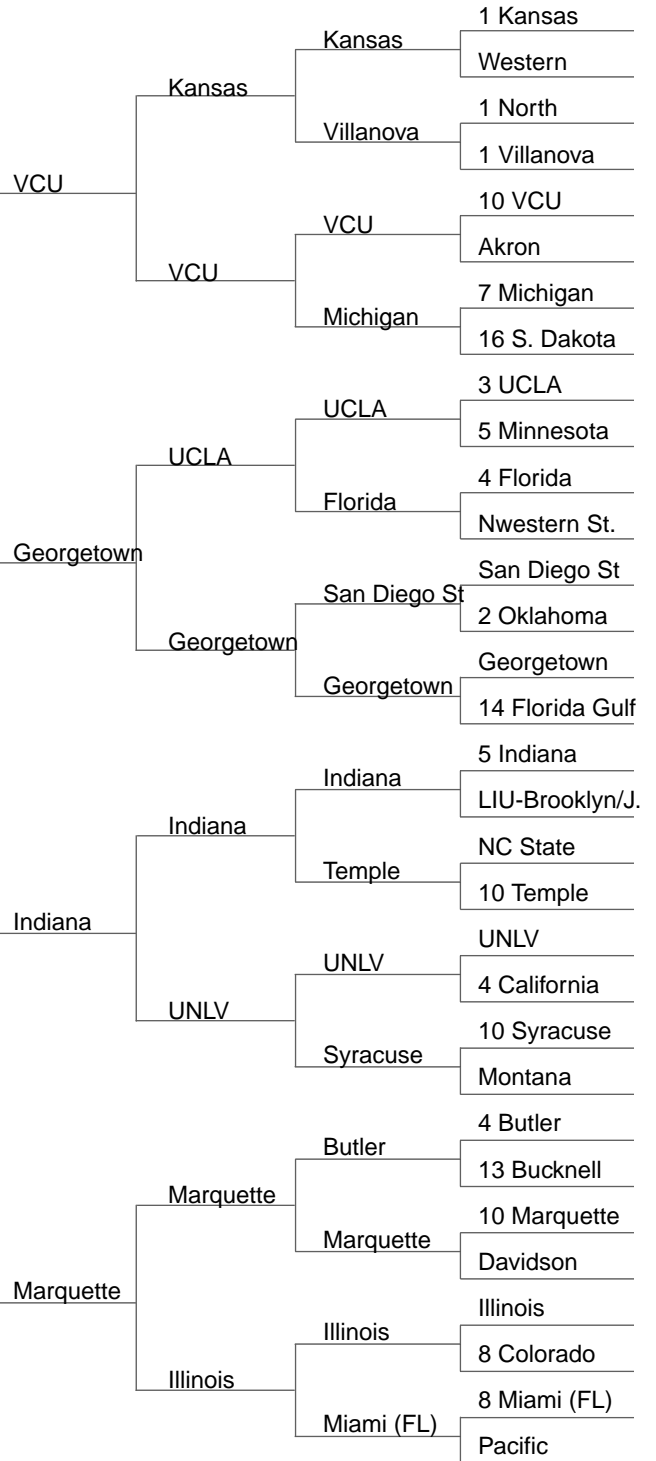 1 Kansas
Kansas
Western
Kansas
1 North
Villanova
1 Villanova
VCU
10 VCU
VCU
Akron
VCU
7 Michigan
Michigan
16 S. Dakota
3 UCLA
UCLA
5 Minnesota
UCLA
4 Florida
Florida
Nwestern St.
Georgetown
San Diego St
San Diego St
2 Oklahoma
Georgetown
Georgetown
Georgetown
14 Florida Gulf
5 Indiana
Indiana
LIU-Brooklyn/J.
Indiana
NC State
Temple
10 Temple
Indiana
UNLV
UNLV
4 California
UNLV
10 Syracuse
Syracuse
Montana
4 Butler
Butler
13 Bucknell
Marquette
10 Marquette
Marquette
Davidson
Marquette
Illinois
Illinois
8 Colorado
Illinois
8 Miami (FL)
Miami (FL)
Pacific